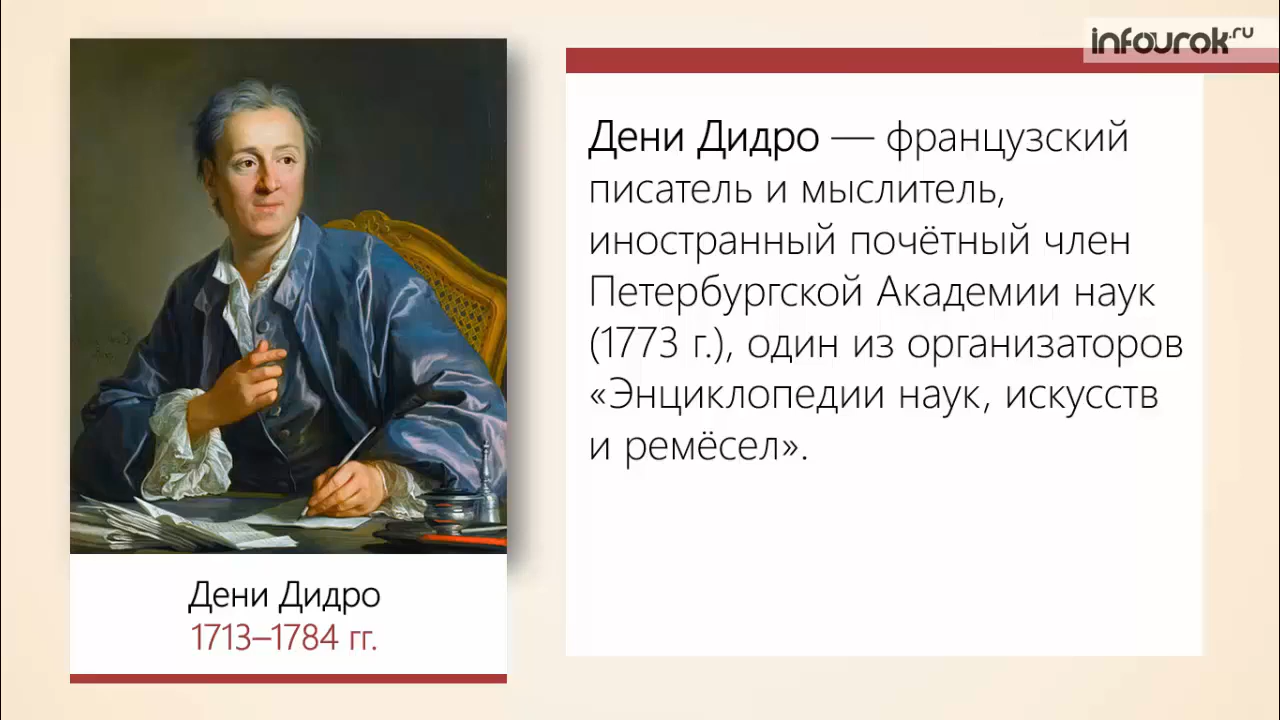 infourok.ru
Дени Дидро — французский
писатель и мыслитель,
иностранный почётный член
Петербургской Академии наук
(1773 г.), один из организаторов
«Энциклопедии наук, искусств
и ремёсел».
Дени Дидро
1713–1784 гг.